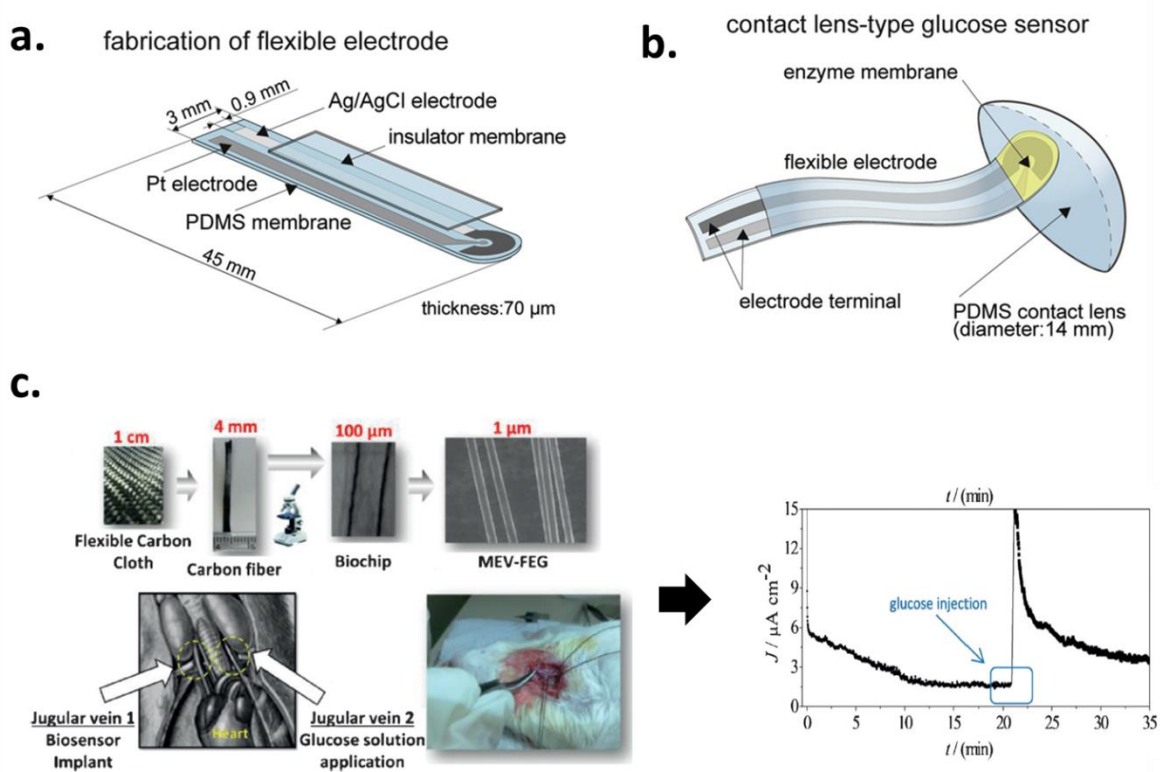 a.
fabrication of flexible electrode
3 mm
0.9 mm
Ag/AgCl electrode
insulator membrane
Pt electrode
PDMS membrane
45 mm
thickness:70 µm
b.
contact lens-type glucose sensor
enzyme membrane
flexible electrode
electrode terminal
PDMS contact lens
(diameter:14 mm)
c.
1 cm
4 mm
100 µm
1 µm
Flexible Carbon
Cloth
Carbon fiber
Biochip
MEV-FEG
Jugular vein 1
Biosensor
Implant
Heart
Jugular vein 2
Glucose solution
application
t / (min)
15
12
9
6
3
0
J / µA cm⁻²
glucose injection
0 5 10 15 20 25 30 35
t / (min)